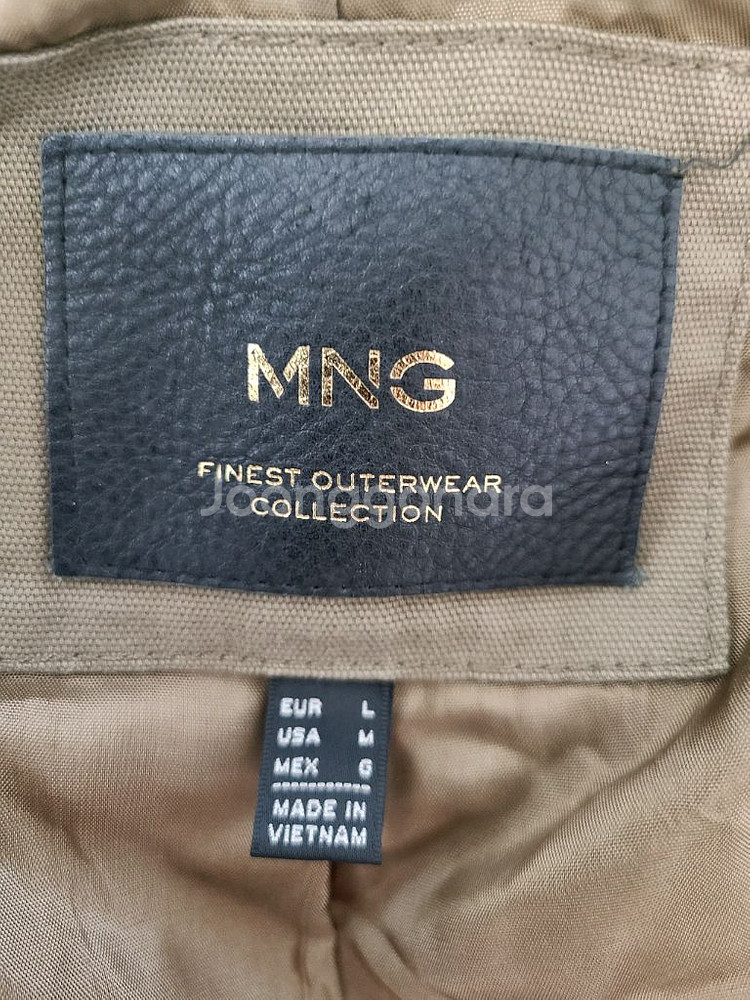 MNG
FINEST OUTERWEAR
COLLECTION
Joonggonara
EUR L
USA M
MEX G
MADE IN
VIETNAM